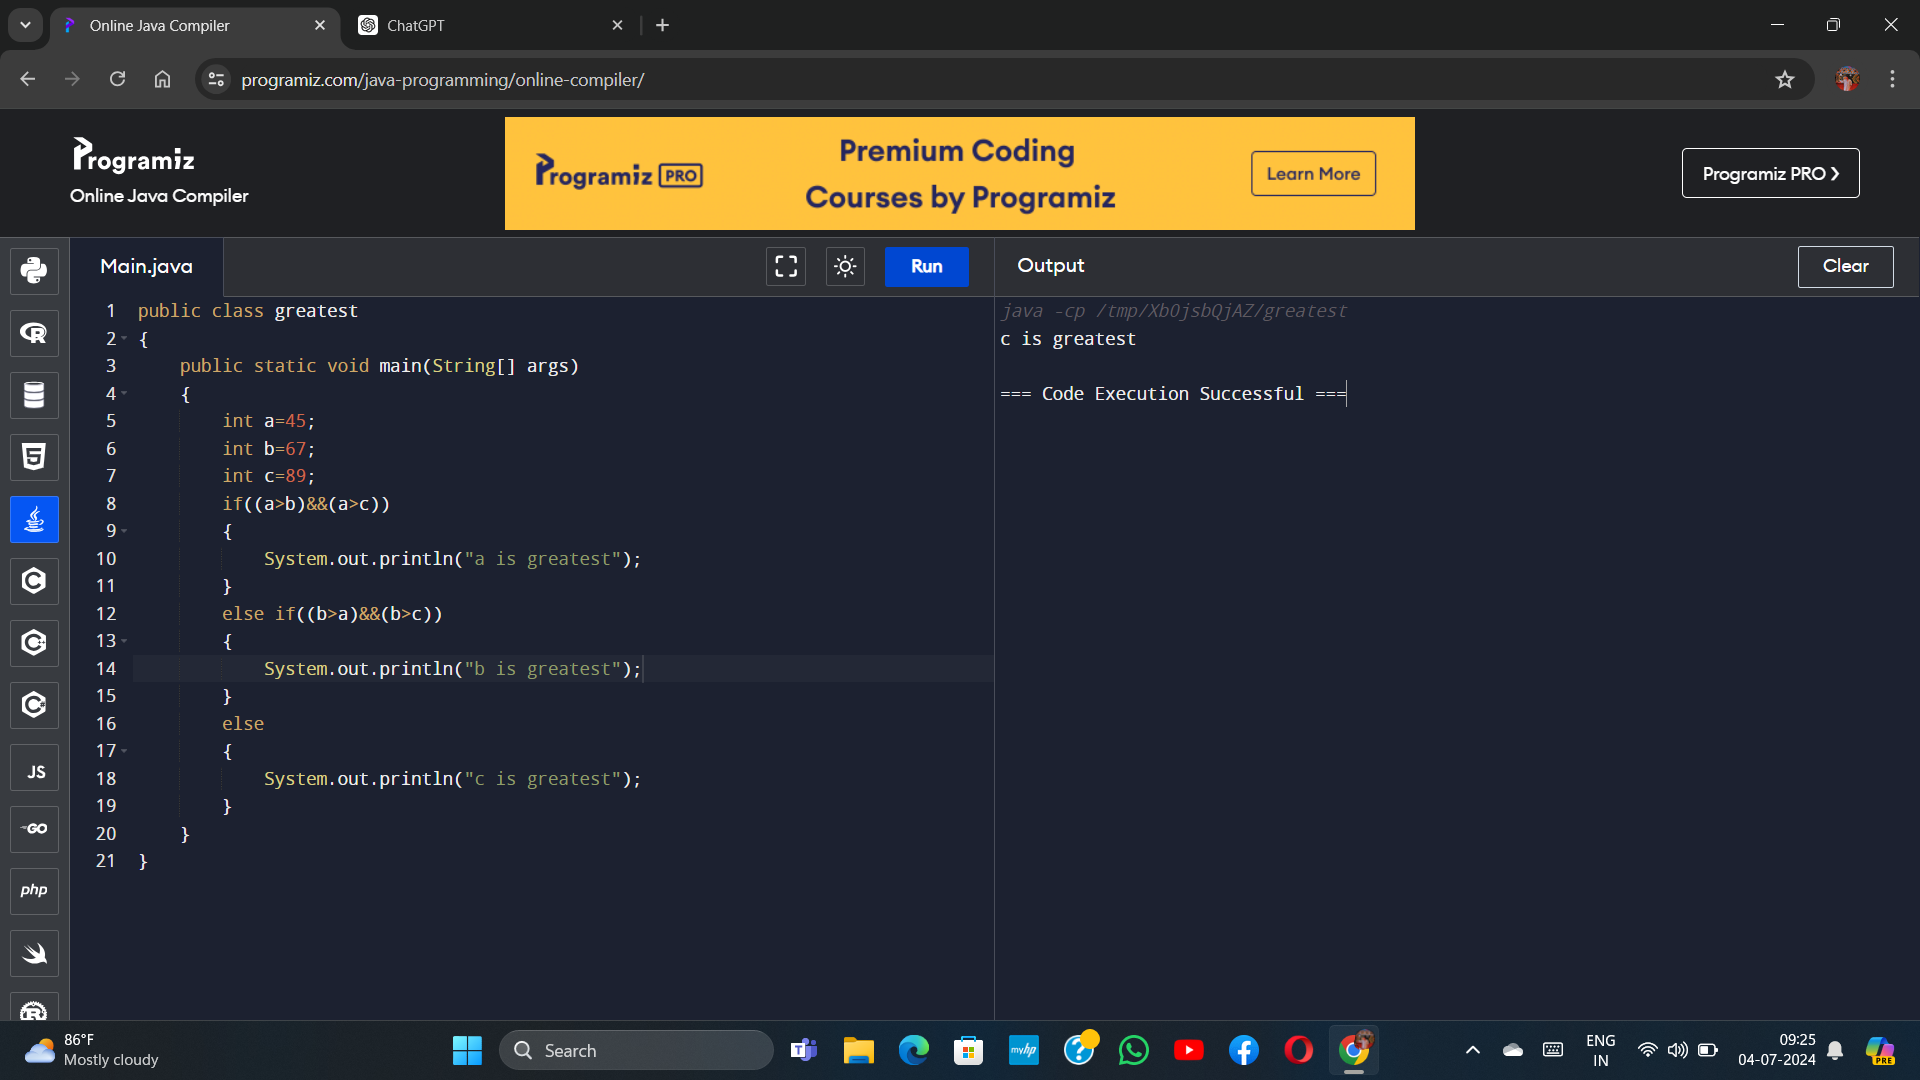 Online Java Compiler
ChatGPT
programiz.com/java-programming/online-compiler/
Programiz
Online Java Compiler
Programiz PRO
Premium Coding
Courses by Programiz
Learn More
Programiz PRO
Main.java
Run
Output
Clear
1 public class greatest
2 {
3 public static void main(String[] args)
4 {
5 int a=45;
6 int b=67;
7 int c=89;
8 if((a>b)&&(a>c))
9 {
10 System.out.println("a is greatest");
11 }
12 else if((b>a)&&(b>c))
13 {
14 System.out.println("b is greatest");
15 }
16 else
17 {
18 System.out.println("c is greatest");
19 }
20 }
21 }
java -cp /tmp/XbOjsbQjAZ/greatest
c is greatest
=== Code Execution Successful ===
JS
GO
php
86°F
Mostly cloudy
Search
myhp
ENG
IN
09:25
04-07-2024
PRE